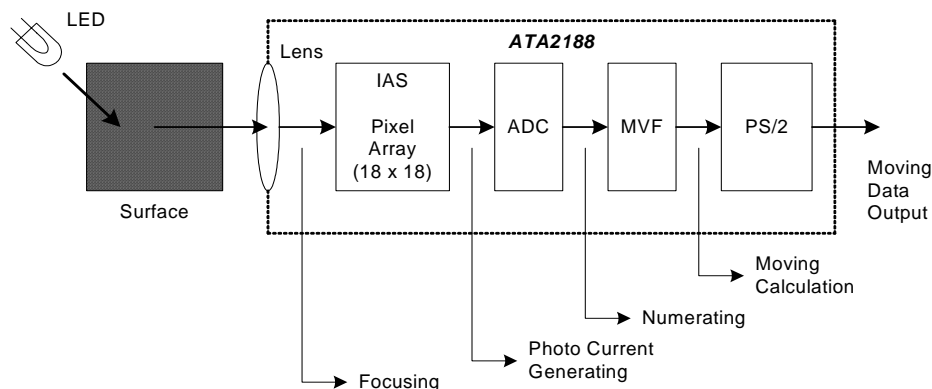 LED
ATA2188
Lens
IAS
Pixel
Array
(18 x 18)
ADC
MVF
PS/2
Surface
Moving
Data
Output
Moving
Calculation
Numerating
Photo Current
Generating
Focusing